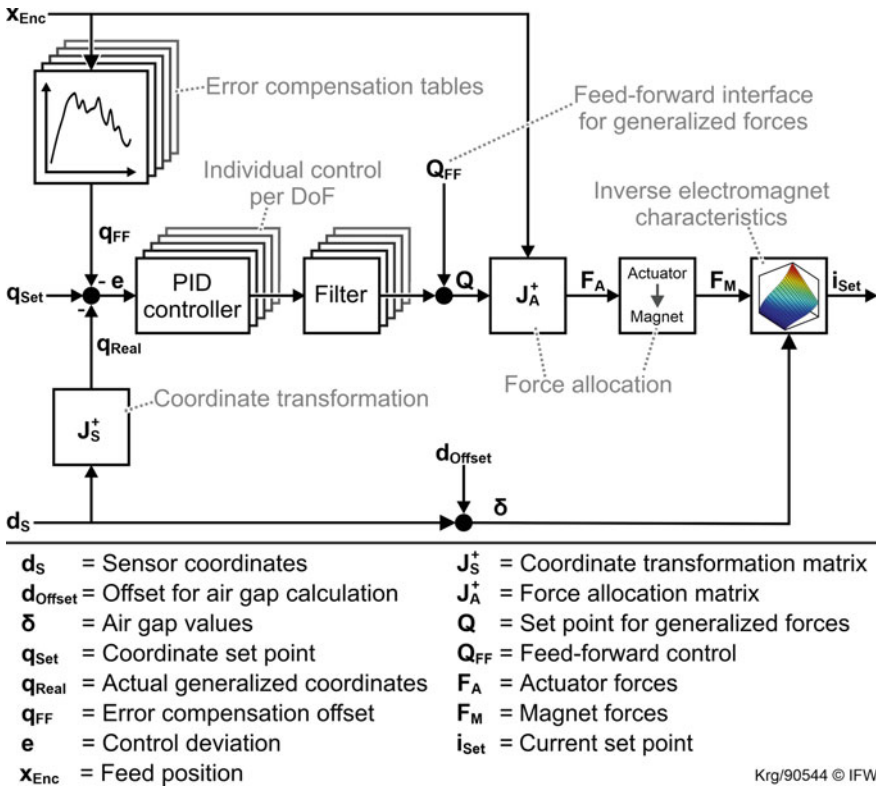 xEnc
Error compensation tables
Feed-forward interface
for generalized forces
Individual control
per DoF
QFF
Inverse electromagnet
characteristics
qFF
qSet
- e
PID
controller
Filter
Q
J⁺A
FA
Actuator
Magnet
FM
iSet
-
qReal
Force allocation
Coordinate transformation
J⁺S
dOffset
dS
δ
dS = Sensor coordinates
dOffset = Offset for air gap calculation
δ = Air gap values
qSet = Coordinate set point
qReal = Actual generalized coordinates
qFF = Error compensation offset
e = Control deviation
xEnc = Feed position
J⁺S = Coordinate transformation matrix
J⁺A = Force allocation matrix
Q = Set point for generalized forces
QFF = Feed-forward control
FA = Actuator forces
FM = Magnet forces
iSet = Current set point
Krg/90544 © IFW